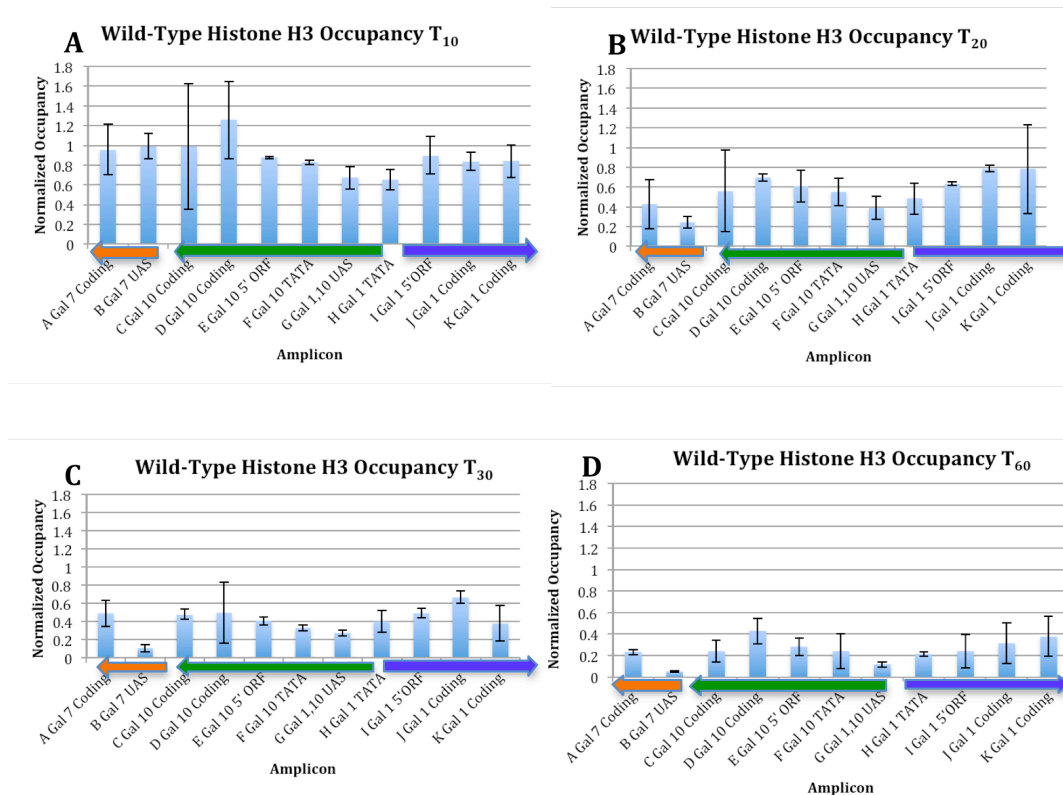 A Wild-Type Histone H3 Occupancy T10
Normalized Occupancy
1.8
1.6
1.4
1.2
1
0.8
0.6
0.4
0.2
0
A Gal 7 Coding
B Gal 7 UAS
C Gal 10 Coding
D Gal 10 Coding
E Gal 10 5' ORF
F Gal 10 TATA
G Gal 1,10 UAS
H Gal 1 TATA
I Gal 1 5'ORF
J Gal 1 Coding
K Gal 1 Coding
Amplicon
B Wild-Type Histone H3 Occupancy T20
Normalized Occupancy
1.8
1.6
1.4
1.2
1
0.8
0.6
0.4
0.2
0
A Gal 7 Coding
B Gal 7 UAS
C Gal 10 Coding
D Gal 10 Coding
E Gal 10 5' ORF
F Gal 10 TATA
G Gal 1,10 UAS
H Gal 1 TATA
I Gal 1 5'ORF
J Gal 1 Coding
K Gal 1 Coding
Amplicon
C Wild-Type Histone H3 Occupancy T30
Normalized Occupancy
1.8
1.6
1.4
1.2
1
0.8
0.6
0.4
0.2
0
A Gal 7 Coding
B Gal 7 UAS
C Gal 10 Coding
D Gal 10 Coding
E Gal 10 5' ORF
F Gal 10 TATA
G Gal 1,10 UAS
H Gal 1 TATA
I Gal 1 5'ORF
J Gal 1 Coding
K Gal 1 Coding
Amplicon
D Wild-Type Histone H3 Occupancy T60
Normalized Occupancy
1.8
1.6
1.4
1.2
1
0.8
0.6
0.4
0.2
0
A Gal 7 Coding
B Gal 7 UAS
C Gal 10 Coding
D Gal 10 Coding
E Gal 10 5' ORF
F Gal 10 TATA
G Gal 1,10 UAS
H Gal 1 TATA
I Gal 1 5'ORF
J Gal 1 Coding
K Gal 1 Coding
Amplicon